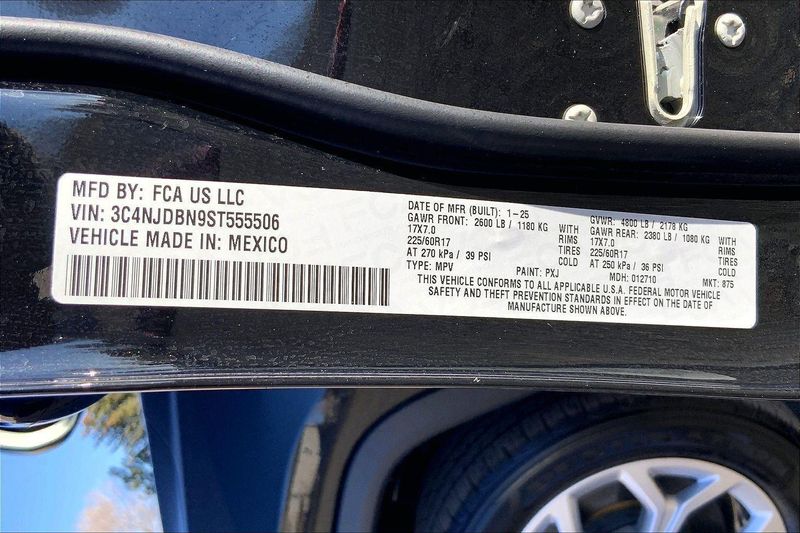 MFD BY: FCA US LLC
VIN: 3C4NJDBN9ST555506
VEHICLE MADE IN: MEXICO
DATE OF MFR (BUILT): 1-25 GVWR: 4800 LB / 2178 KG
GAWR FRONT: 2600 LB / 1180 KG WITH GAWR REAR: 2380 LB / 1080 KG WITH
17X7.0 RIMS 17X7.0 RIMS
225/60R17 TIRES 225/60R17 TIRES
AT 270 kPa / 39 PSI COLD AT 250 kPa / 36 PSI COLD
TYPE: MPV PAINT: PXJ MDH: 012710 MKT: 875
THIS VEHICLE CONFORMS TO ALL APPLICABLE U.S.A. FEDERAL MOTOR VEHICLE
SAFETY AND THEFT PREVENTION STANDARDS IN EFFECT ON THE DATE OF
MANUFACTURE SHOWN ABOVE.